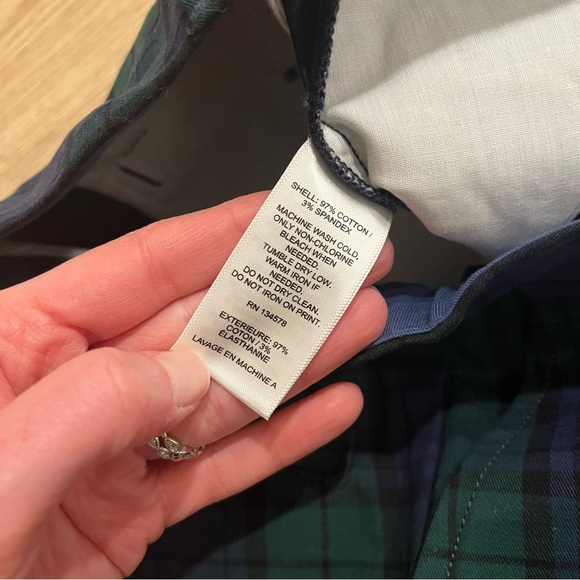 SHELL: 97% COTTON /
3% SPANDEX
MACHINE WASH COLD.
ONLY NON-CHLORINE
BLEACH WHEN
NEEDED.
TUMBLE DRY LOW.
WARM IRON IF
NEEDED.
DO NOT DRY CLEAN.
DO NOT IRON ON PRINT.
RN 134578
EXTERIEURE: 97%
COTON / 3%
ÉLASTHANNE
LAVAGE EN MACHINE A